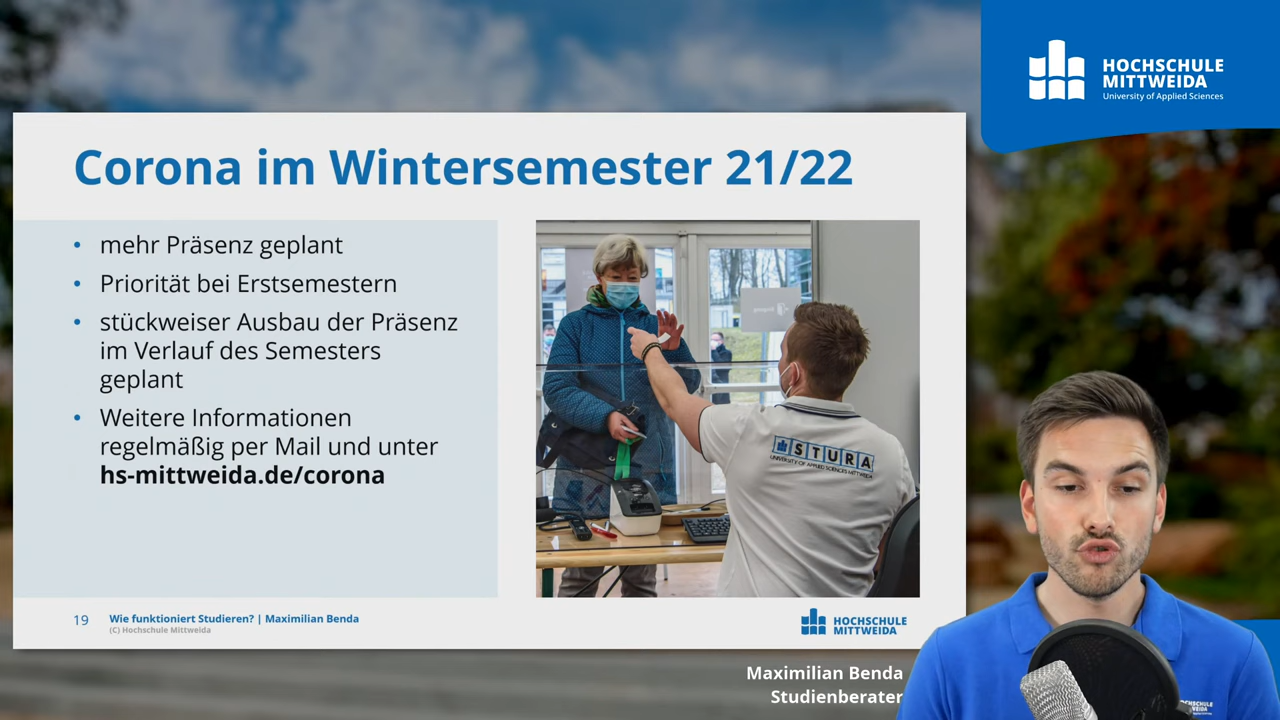 HOCHSCHULE
MITTWEIDA
University of Applied Sciences
Corona im Wintersemester 21/22
• mehr Präsenz geplant
• Priorität bei Erstsemestern
• stückweiser Ausbau der Präsenz
im Verlauf des Semesters
geplant
• Weitere Informationen
regelmäßig per Mail und unter
hs-mittweida.de/corona
STURA
UNIVERSITY OF APPLIED SCIENCES MITTWEIDA
19
Wie funktioniert Studieren? | Maximilian Benda
(C) Hochschule Mittweida
HOCHSCHULE
MITTWEIDA
Maximilian Benda
Studienberater